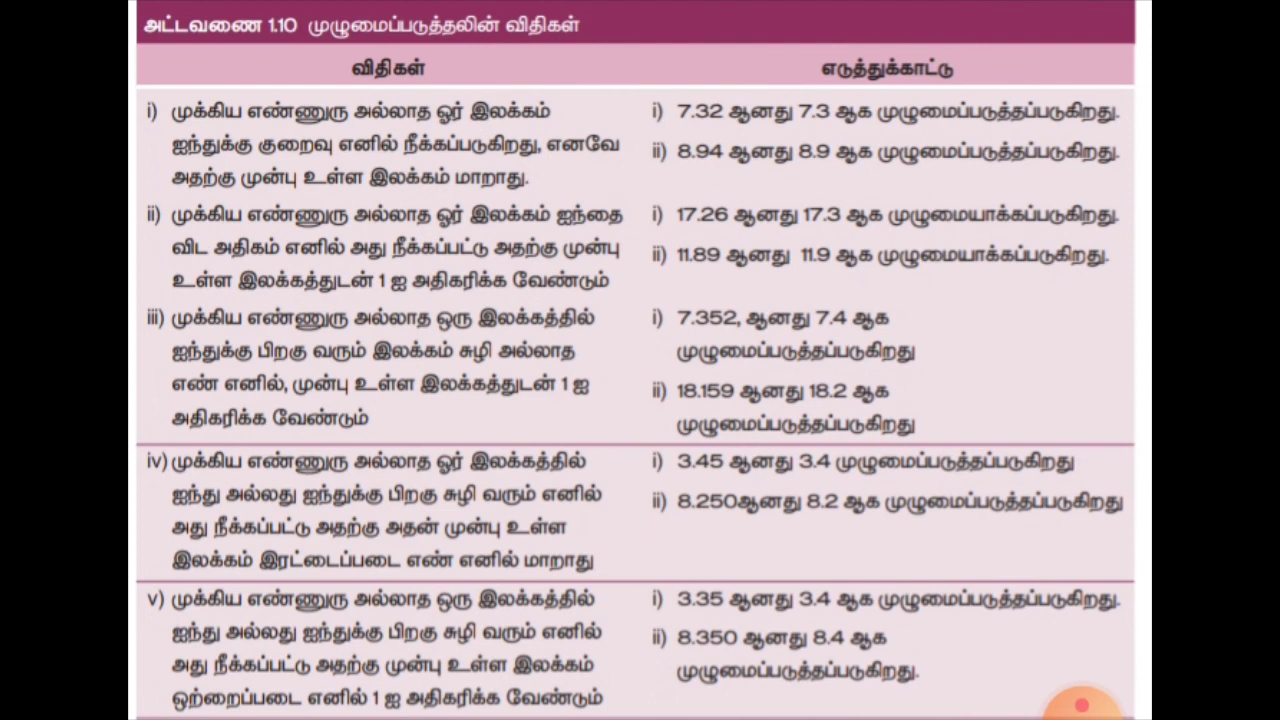 அட்டவணை 1.10 முழுமைப்படுத்தலின் விதிகள்
விதிகள்
எடுத்துக்காட்டு
i) முக்கிய எண்ணுரு அல்லாத ஓர் இலக்கம்
ஐந்துக்கு குறைவு எனில் நீக்கப்படுகிறது, எனவே
அதற்கு முன்பு உள்ள இலக்கம் மாறாது.
i) 7.32 ஆனது 7.3 ஆக முழுமைப்படுத்தப்படுகிறது.
ii) 8.94 ஆனது 8.9 ஆக முழுமைப்படுத்தப்படுகிறது.
ii) முக்கிய எண்ணுரு அல்லாத ஓர் இலக்கம் ஐந்தை
விட அதிகம் எனில் அது நீக்கப்பட்டு அதற்கு முன்பு
உள்ள இலக்கத்துடன் 1 ஐ அதிகரிக்க வேண்டும்
i) 17.26 ஆனது 17.3 ஆக முழுமையாக்கப்படுகிறது.
ii) 11.89 ஆனது 11.9 ஆக முழுமையாக்கப்படுகிறது.
iii) முக்கிய எண்ணுரு அல்லாத ஒரு இலக்கத்தில்
ஐந்துக்கு பிறகு வரும் இலக்கம் சுழி அல்லாத
எண் எனில், முன்பு உள்ள இலக்கத்துடன் 1 ஐ
அதிகரிக்க வேண்டும்
i) 7.352, ஆனது 7.4 ஆக
முழுமைப்படுத்தப்படுகிறது
ii) 18.159 ஆனது 18.2 ஆக
முழுமைப்படுத்தப்படுகிறது
iv) முக்கிய எண்ணுரு அல்லாத ஓர் இலக்கத்தில்
ஐந்து அல்லது ஐந்துக்கு பிறகு சுழி வரும் எனில்
அது நீக்கப்பட்டு அதற்கு அதன் முன்பு உள்ள
இலக்கம் இரட்டைப்படை எண் எனில் மாறாது
i) 3.45 ஆனது 3.4 முழுமைப்படுத்தப்படுகிறது
ii) 8.250ஆனது 8.2 ஆக முழுமைப்படுத்தப்படுகிறது
v) முக்கிய எண்ணுரு அல்லாத ஒரு இலக்கத்தில்
ஐந்து அல்லது ஐந்துக்கு பிறகு சுழி வரும் எனில்
அது நீக்கப்பட்டு அதற்கு முன்பு உள்ள இலக்கம்
ஒற்றைப்படை எனில் 1 ஐ அதிகரிக்க வேண்டும்
i) 3.35 ஆனது 3.4 ஆக முழுமைப்படுத்தப்படுகிறது.
ii) 8.350 ஆனது 8.4 ஆக
முழுமைப்படுத்தப்படுகிறது.